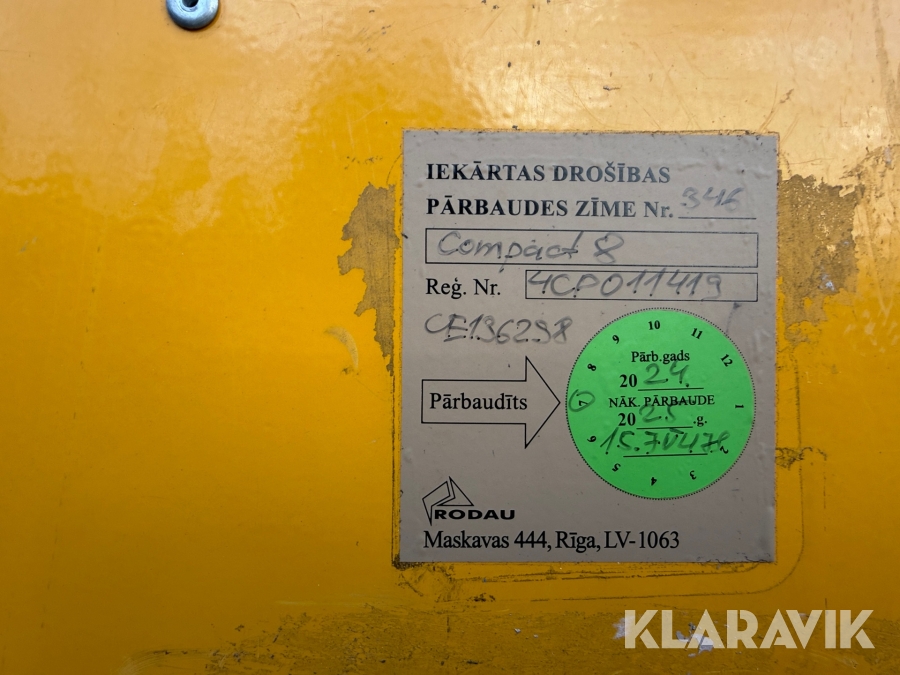 IEKĀRTAS DROŠĪBAS
PĀRBAUDES ZĪME Nr. 346
Compact 8
Reģ. Nr. 4CP011419
CE136298
Pārbaudīts
10
11
12
1
2
3
4
5
6
7
8
9
Pārb.gads
2024.
NĀK. PĀRBAUDE
2025.g.
RODAU
Maskavas 444, Rīga, LV-1063
KLARAVIK